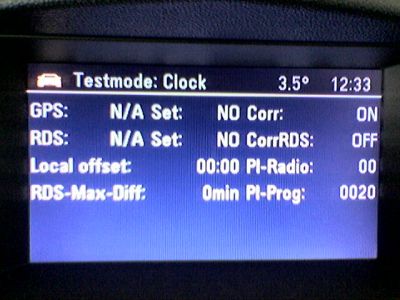 Testmode: Clock 3.5° 12:33
GPS: N/A Set: NO Corr: ON
RDS: N/A Set: NO CorrRDS: OFF
Local offset: 00:00 PI-Radio: 00
RDS-Max-Diff: 0min PI-Prog: 0020